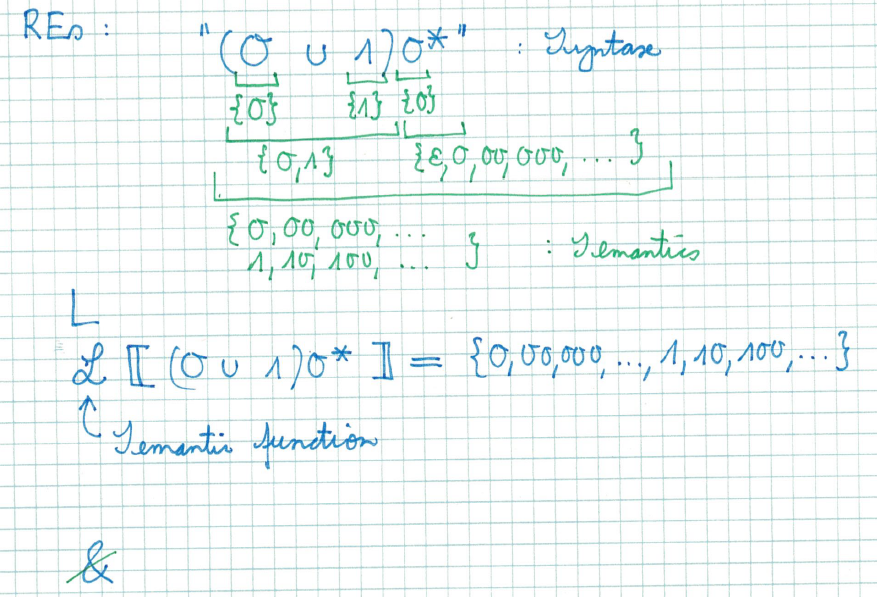 REs : "(0 ∪ 1)0*" : Syntax
{0} {1} {0}
{0,1} {ε,0,00,000, ... }
{0,00,000, ...
1,10,100, ... } : Semantics
L
ℒ ⟦ (0 ∪ 1)0* ⟧ = {0,00,000,...,1,10,100,...}
↑ Semantic function
&